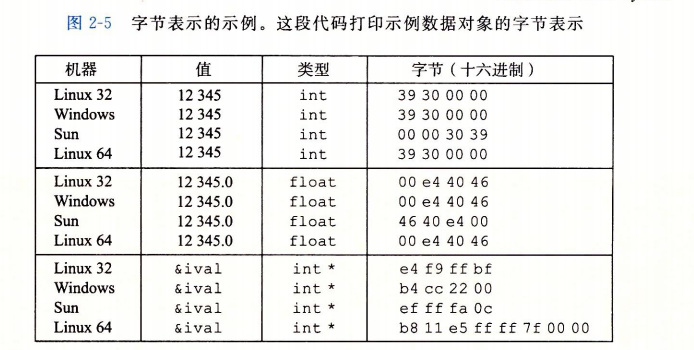 图 2-5 字节表示的示例。这段代码打印示例数据对象的字节表示
机器 值 类型 字节（十六进制）
Linux 32 12 345 int 39 30 00 00
Windows 12 345 int 39 30 00 00
Sun 12 345 int 00 00 30 39
Linux 64 12 345 int 39 30 00 00
Linux 32 12 345.0 float 00 e4 40 46
Windows 12 345.0 float 00 e4 40 46
Sun 12 345.0 float 46 40 e4 00
Linux 64 12 345.0 float 00 e4 40 46
Linux 32 &ival int * e4 f9 ff bf
Windows &ival int * b4 cc 22 00
Sun &ival int * ef ff fa 0c
Linux 64 &ival int * b8 11 e5 ff ff 7f 00 00